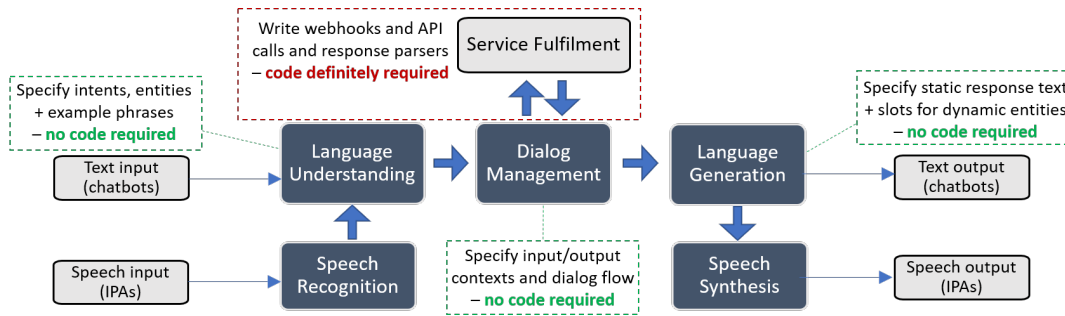 Write webhooks and API
calls and response parsers
– code definitely required
Service Fulfilment
Specify intents, entities
+ example phrases
– no code required
Specify static response text
+ slots for dynamic entities
– no code required
Text input
(chatbots)
Language
Understanding
Dialog
Management
Language
Generation
Text output
(chatbots)
Speech input
(IPAs)
Speech
Recognition
Specify input/output
contexts and dialog flow
– no code required
Speech
Synthesis
Speech output
(IPAs)